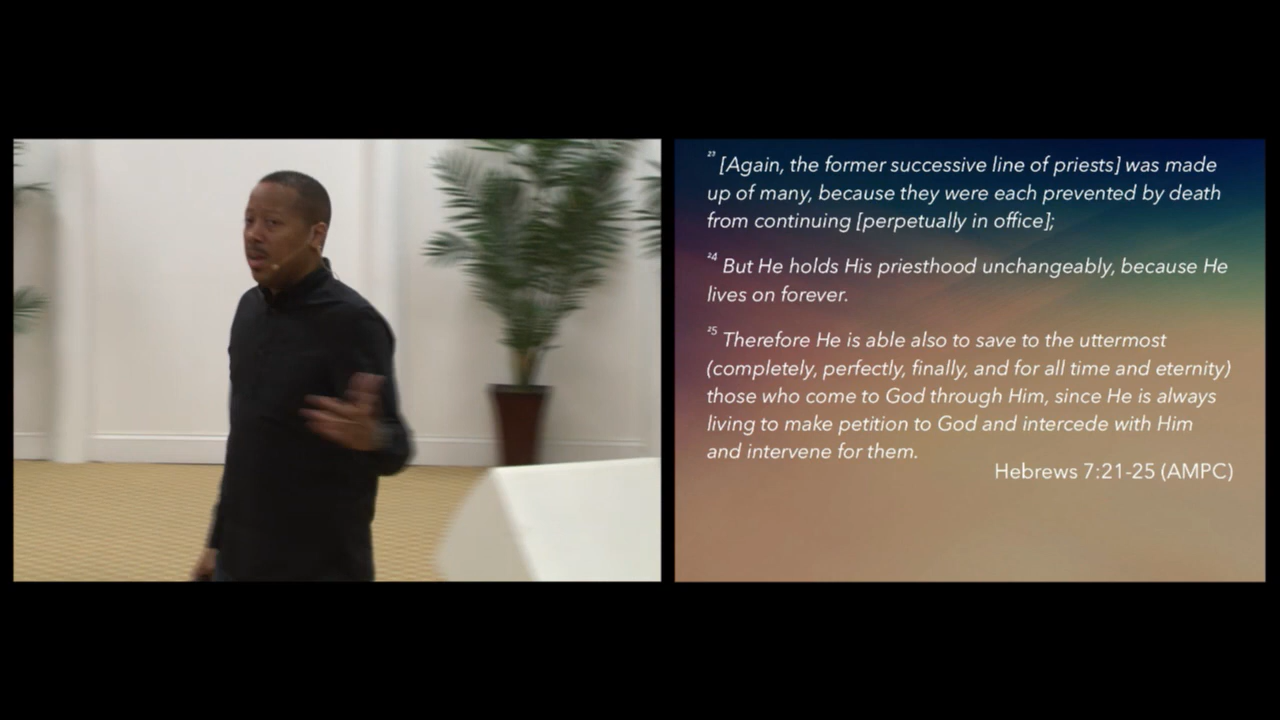 23 [Again, the former successive line of priests] was made
up of many, because they were each prevented by death
from continuing [perpetually in office];
24 But He holds His priesthood unchangeably, because He
lives on forever.
25 Therefore He is able also to save to the uttermost
(completely, perfectly, finally, and for all time and eternity)
those who come to God through Him, since He is always
living to make petition to God and intercede with Him
and intervene for them.
Hebrews 7:21-25 (AMPC)